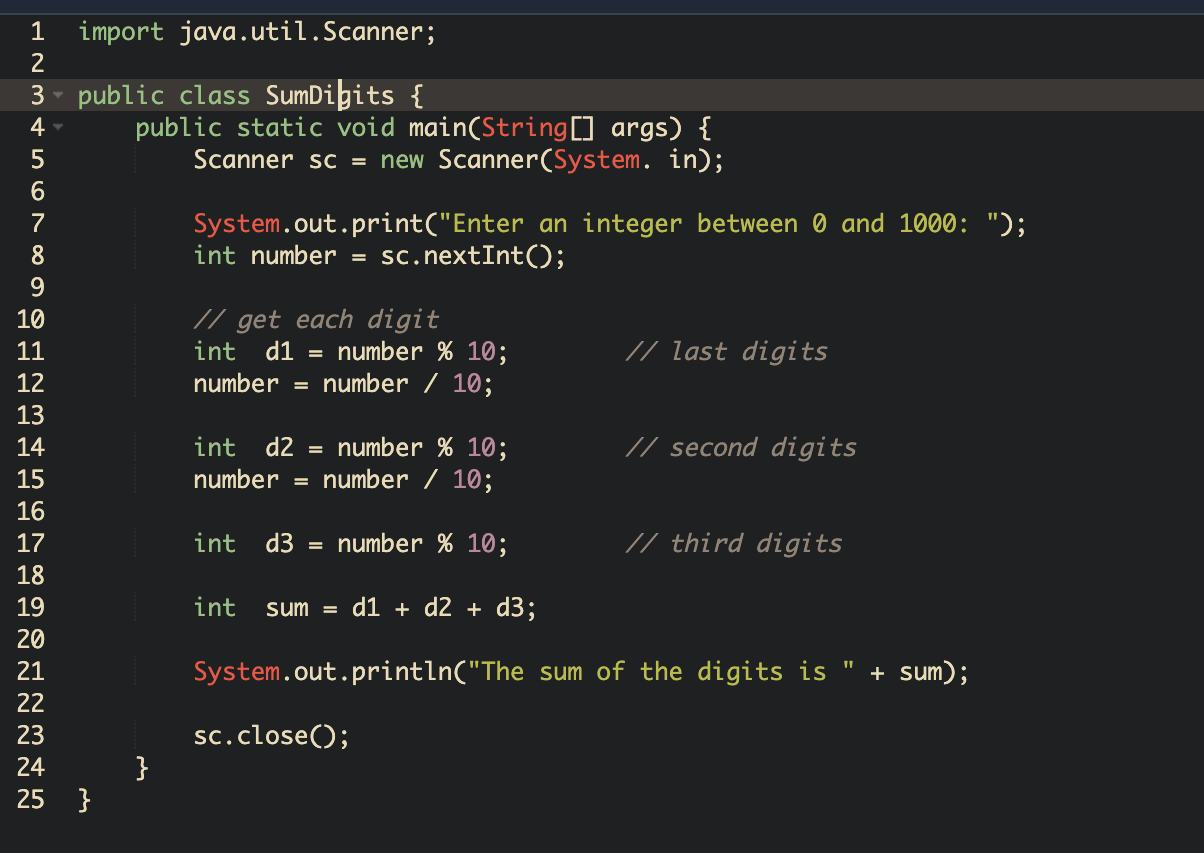 1 import java.util.Scanner;
2
3 public class SumDigits {
4 public static void main(String[] args) {
5 Scanner sc = new Scanner(System. in);
6
7 System.out.print("Enter an integer between 0 and 1000: ");
8 int number = sc.nextInt();
9
10 // get each digit
11 int  d1 = number % 10;        // last digits
12 number = number / 10;
13
14 int  d2 = number % 10;        // second digits
15 number = number / 10;
16
17 int  d3 = number % 10;        // third digits
18
19 int  sum = d1 + d2 + d3;
20
21 System.out.println("The sum of the digits is " + sum);
22
23 sc.close();
24 }
25 }